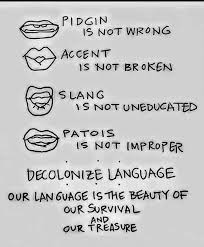 PIDGIN
IS NOT WRONG
ACCENT
IS NOT BROKEN
SLANG
IS NOT UNEDUCATED
PATOIS
IS NOT IMPROPER
DECOLONIZE LANGUAGE
OUR LANGUAGE IS THE BEAUTY OF
OUR SURVIVAL
AND
OUR TREASURE